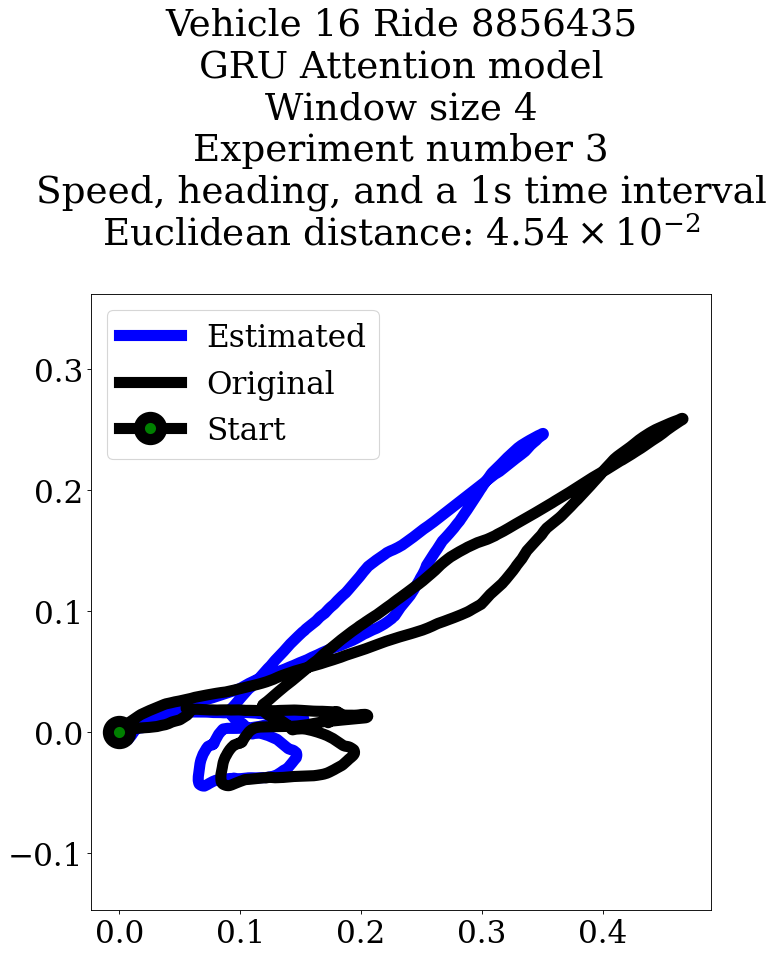 Vehicle 16 Ride 8856435
GRU Attention model
Window size 4
Experiment number 3
Speed, heading, and a 1s time interval
Euclidean distance: 4.54 × 10⁻²
Estimated
Original
Start
0.3
0.2
0.1
0.0
−0.1
0.0 0.1 0.2 0.3 0.4